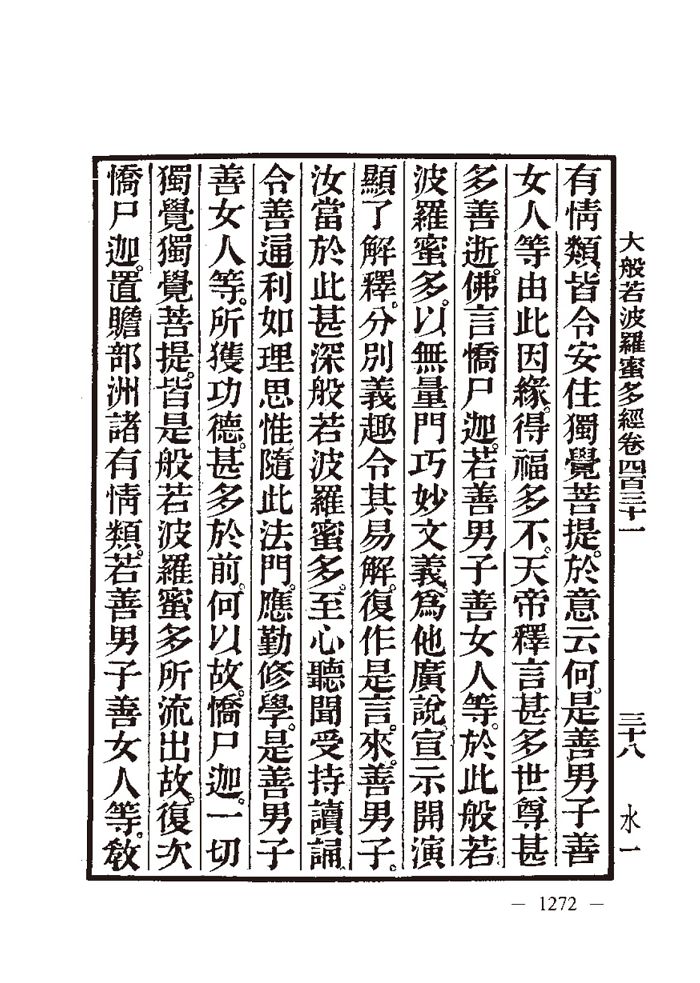 大般若波羅蜜多經卷四百三十一　三十八　水一
有情類。皆令安住獨覺菩提。於意云何。是善男子善
女人等由此因緣。得福多不。天帝釋言甚多世尊甚
多善逝。佛言憍尸迦。若善男子善女人等。於此般若
波羅蜜多。以無量門巧妙文義。爲他廣說宣示開演
顯了解釋。分別義趣令其易解。復作是言。來。善男子。
汝當於此甚深般若波羅蜜多。至心聽聞受持讀誦。
令善通利如理思惟隨此法門。應勤修學。是善男子
善女人等。所獲功德。甚多於前。何以故。憍尸迦。一切
獨覺獨覺菩提。皆是般若波羅蜜多所流出故。復次
憍尸迦。置贍部洲諸有情類。若善男子善女人等。敎
— 1272 —